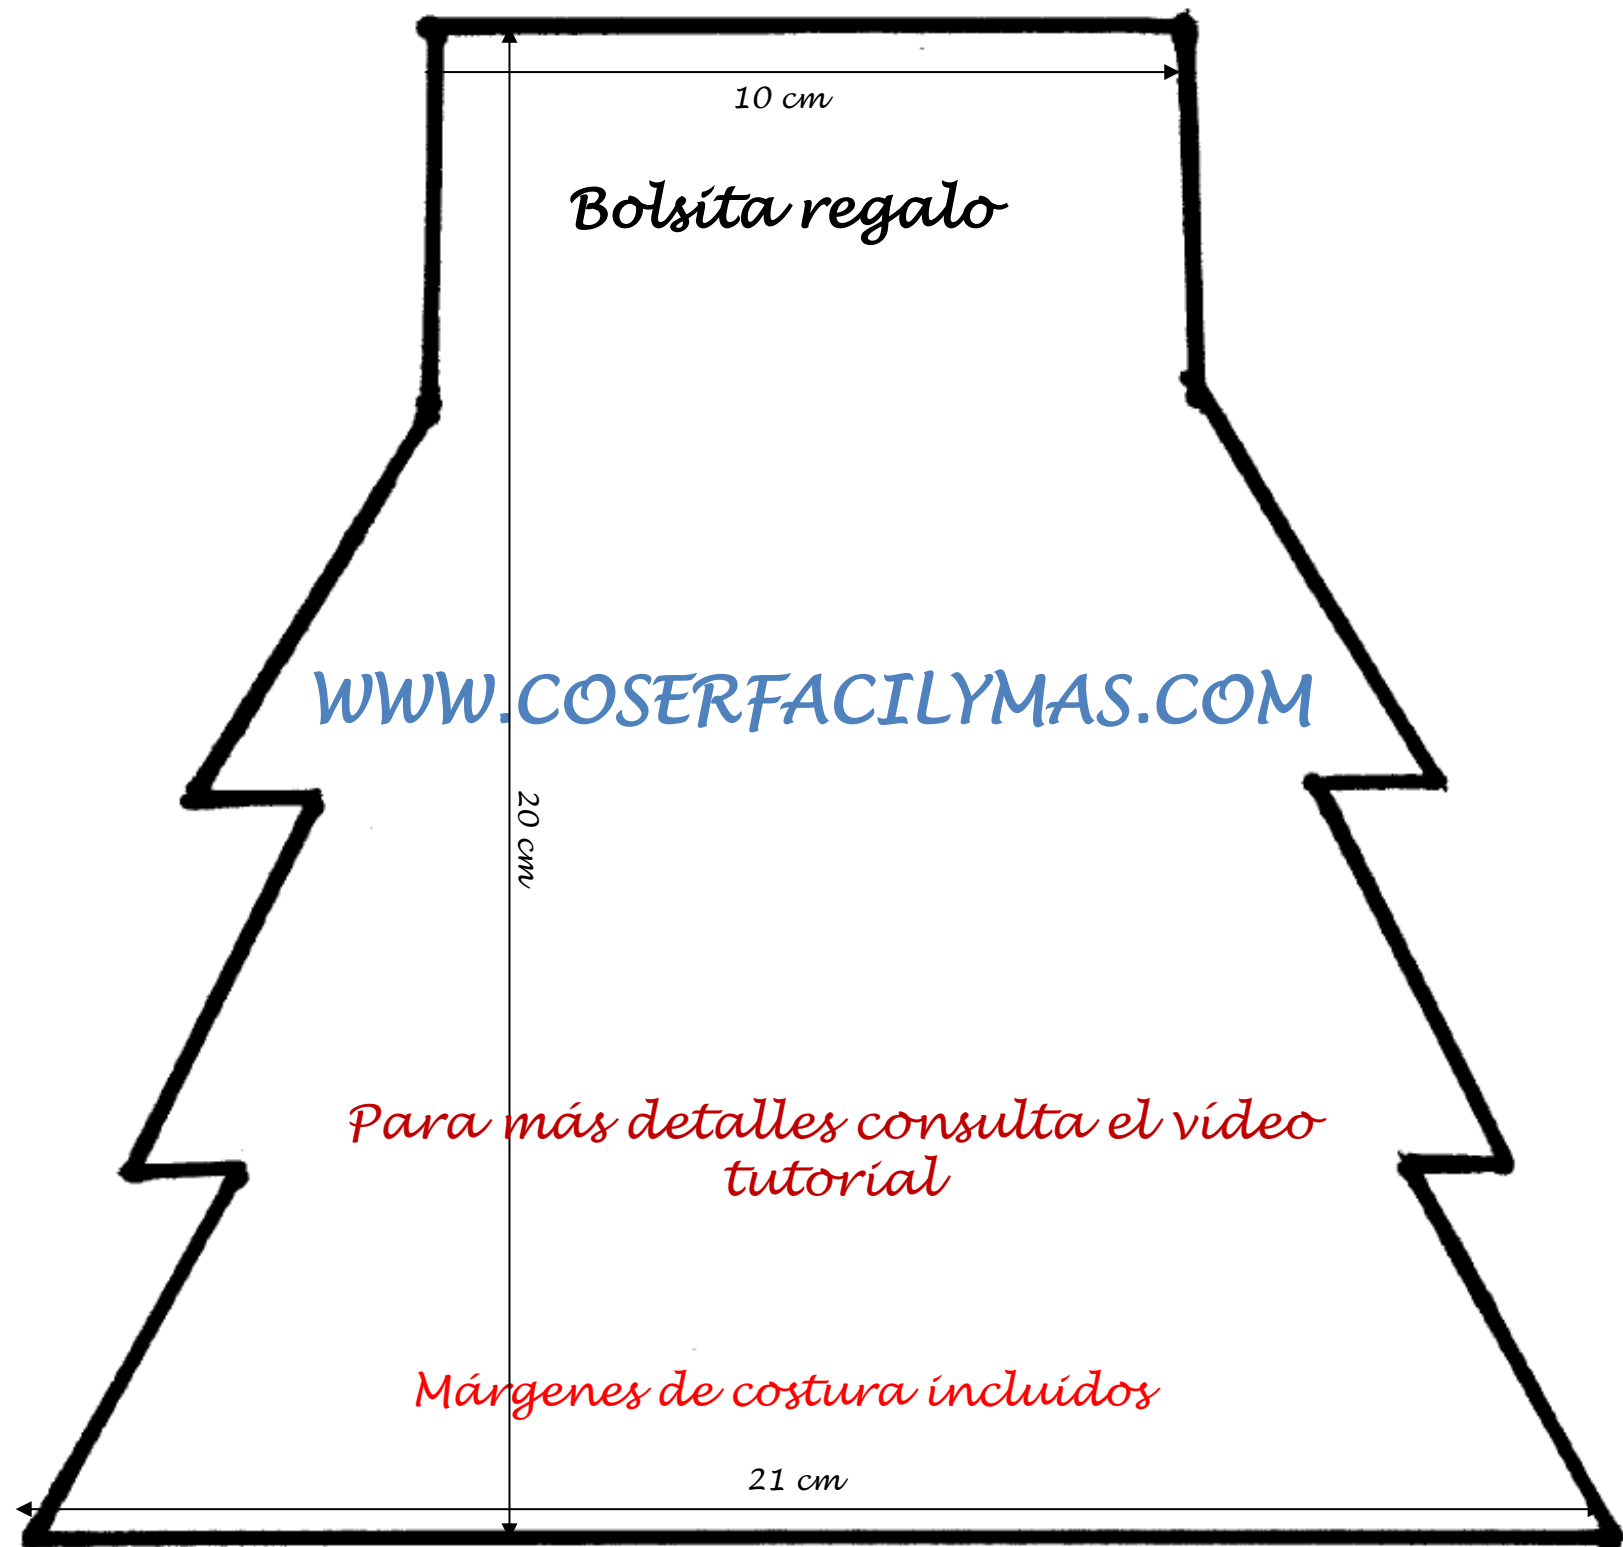 10 cm
Bolsita regalo
WWW.COSERFACILYMAS.COM
20 cm
Para más detalles consulta el vídeo
tutorial
Márgenes de costura incluidos
21 cm